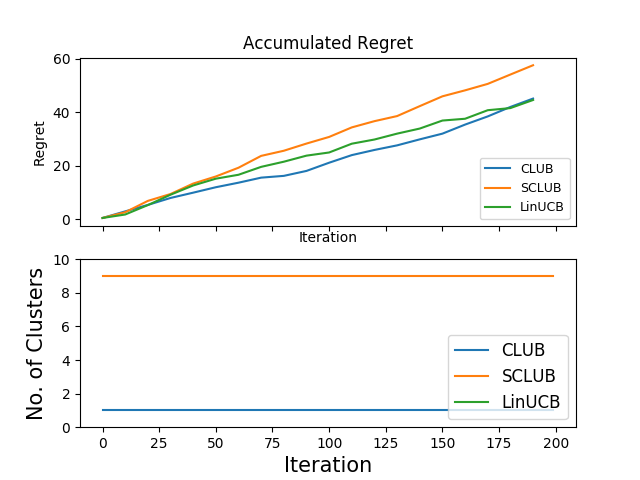 Accumulated Regret
60
40
20
0
Regret
CLUB
SCLUB
LinUCB
Iteration
10
8
6
4
2
0
No. of Clusters
CLUB
SCLUB
LinUCB
0 25 50 75 100 125 150 175 200
Iteration